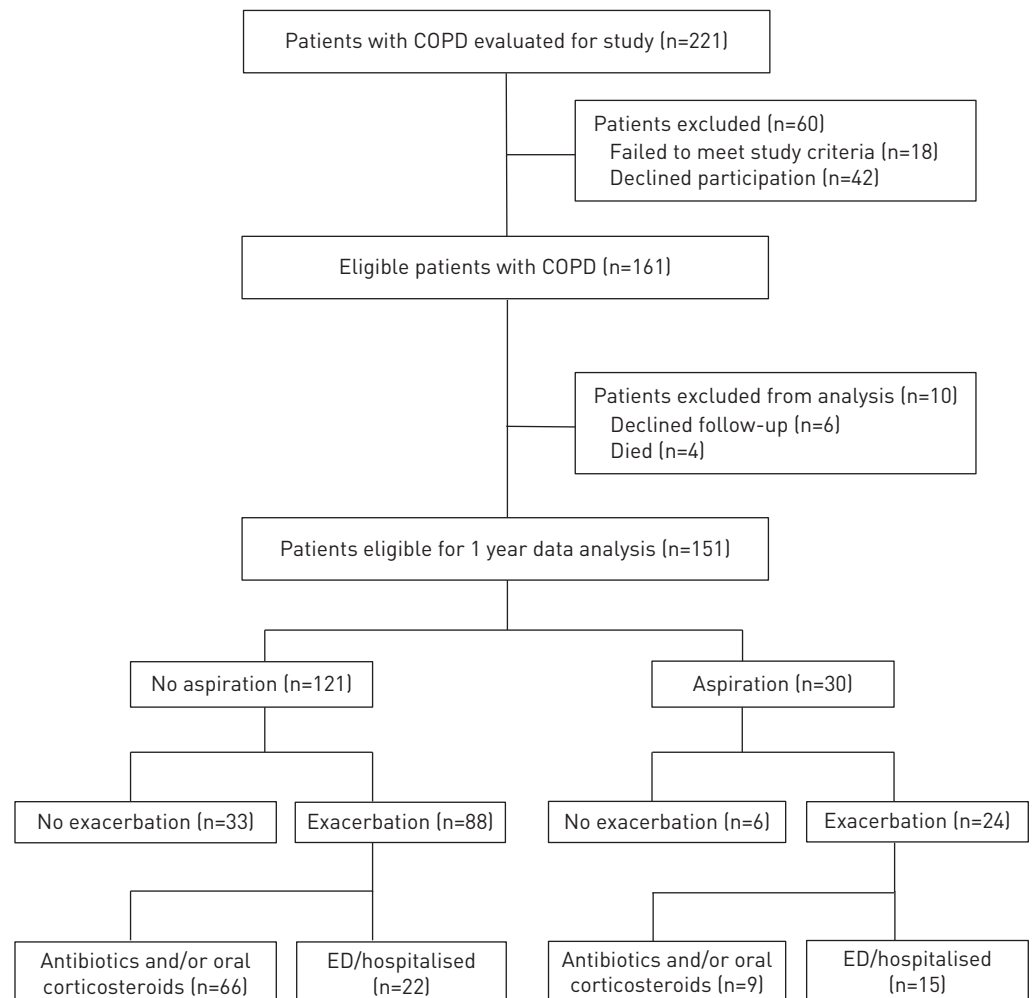 Patients with COPD evaluated for study (n=221)
Patients excluded (n=60)
Failed to meet study criteria (n=18)
Declined participation (n=42)
Eligible patients with COPD (n=161)
Patients excluded from analysis (n=10)
Declined follow-up (n=6)
Died (n=4)
Patients eligible for 1 year data analysis (n=151)
No aspiration (n=121)
Aspiration (n=30)
No exacerbation (n=33)
Exacerbation (n=88)
No exacerbation (n=6)
Exacerbation (n=24)
Antibiotics and/or oral
corticosteroids (n=66)
ED/hospitalised
(n=22)
Antibiotics and/or oral
corticosteroids (n=9)
ED/hospitalised
(n=15)